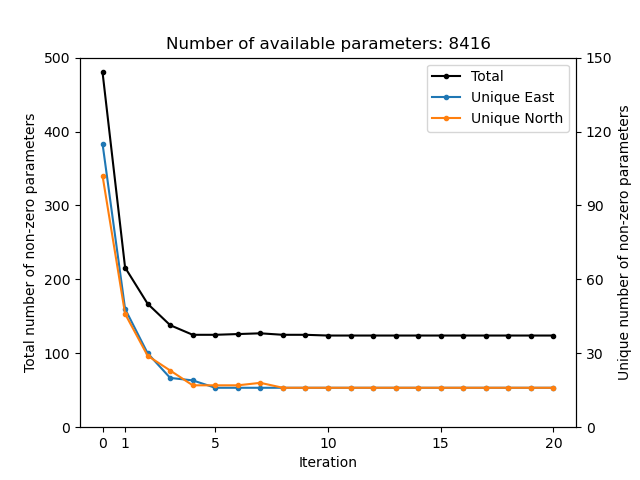 Number of available parameters: 8416
Total number of non-zero parameters
500
400
300
200
100
0
Total
Unique East
Unique North
150
120
90
60
30
0
Unique number of non-zero parameters
0 1 5 10 15 20
Iteration